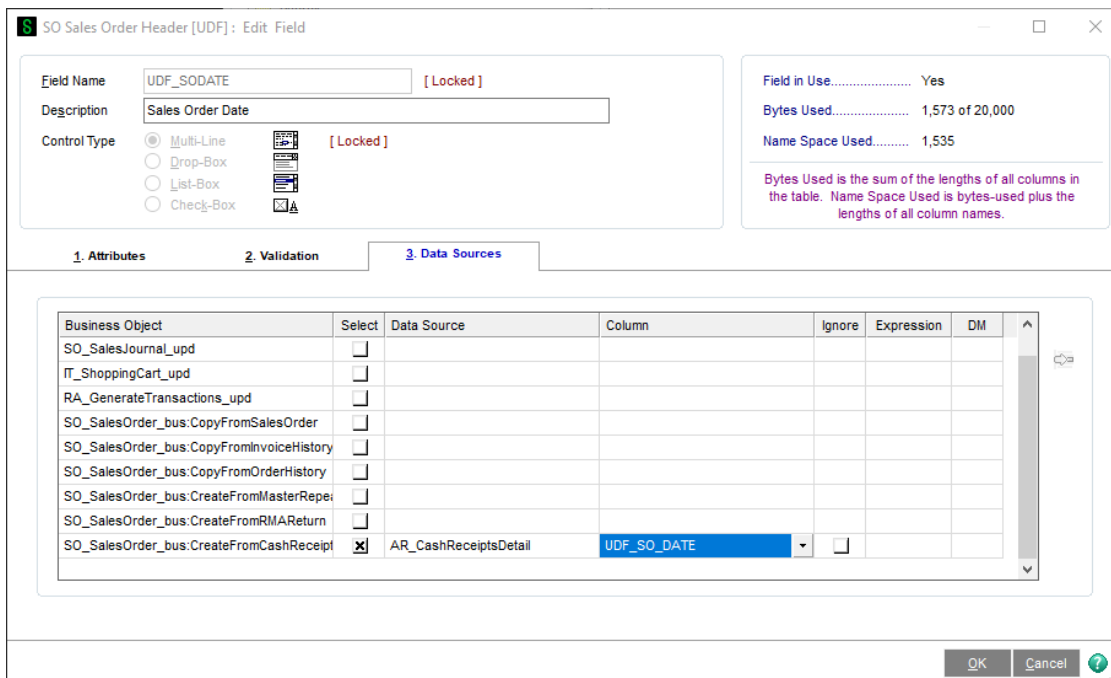 SO Sales Order Header [UDF] : Edit Field
Field Name UDF_SODATE [ Locked ]
Description Sales Order Date
Control Type Multi-Line [ Locked ]
Drop-Box
List-Box
Check-Box
Field in Use...................... Yes
Bytes Used..................... 1,573 of 20,000
Name Space Used.......... 1,535
Bytes Used is the sum of the lengths of all columns in
the table. Name Space Used is bytes-used plus the
lengths of all column names.
1. Attributes 2. Validation 3. Data Sources
Business Object Select Data Source Column Ignore Expression DM
SO_SalesJournal_upd
IT_ShoppingCart_upd
RA_GenerateTransactions_upd
SO_SalesOrder_bus:CopyFromSalesOrder
SO_SalesOrder_bus:CopyFromInvoiceHistory
SO_SalesOrder_bus:CopyFromOrderHistory
SO_SalesOrder_bus:CreateFromMasterRepea
SO_SalesOrder_bus:CreateFromRMAReturn
SO_SalesOrder_bus:CreateFromCashReceipt AR_CashReceiptsDetail UDF_SO_DATE
OK Cancel